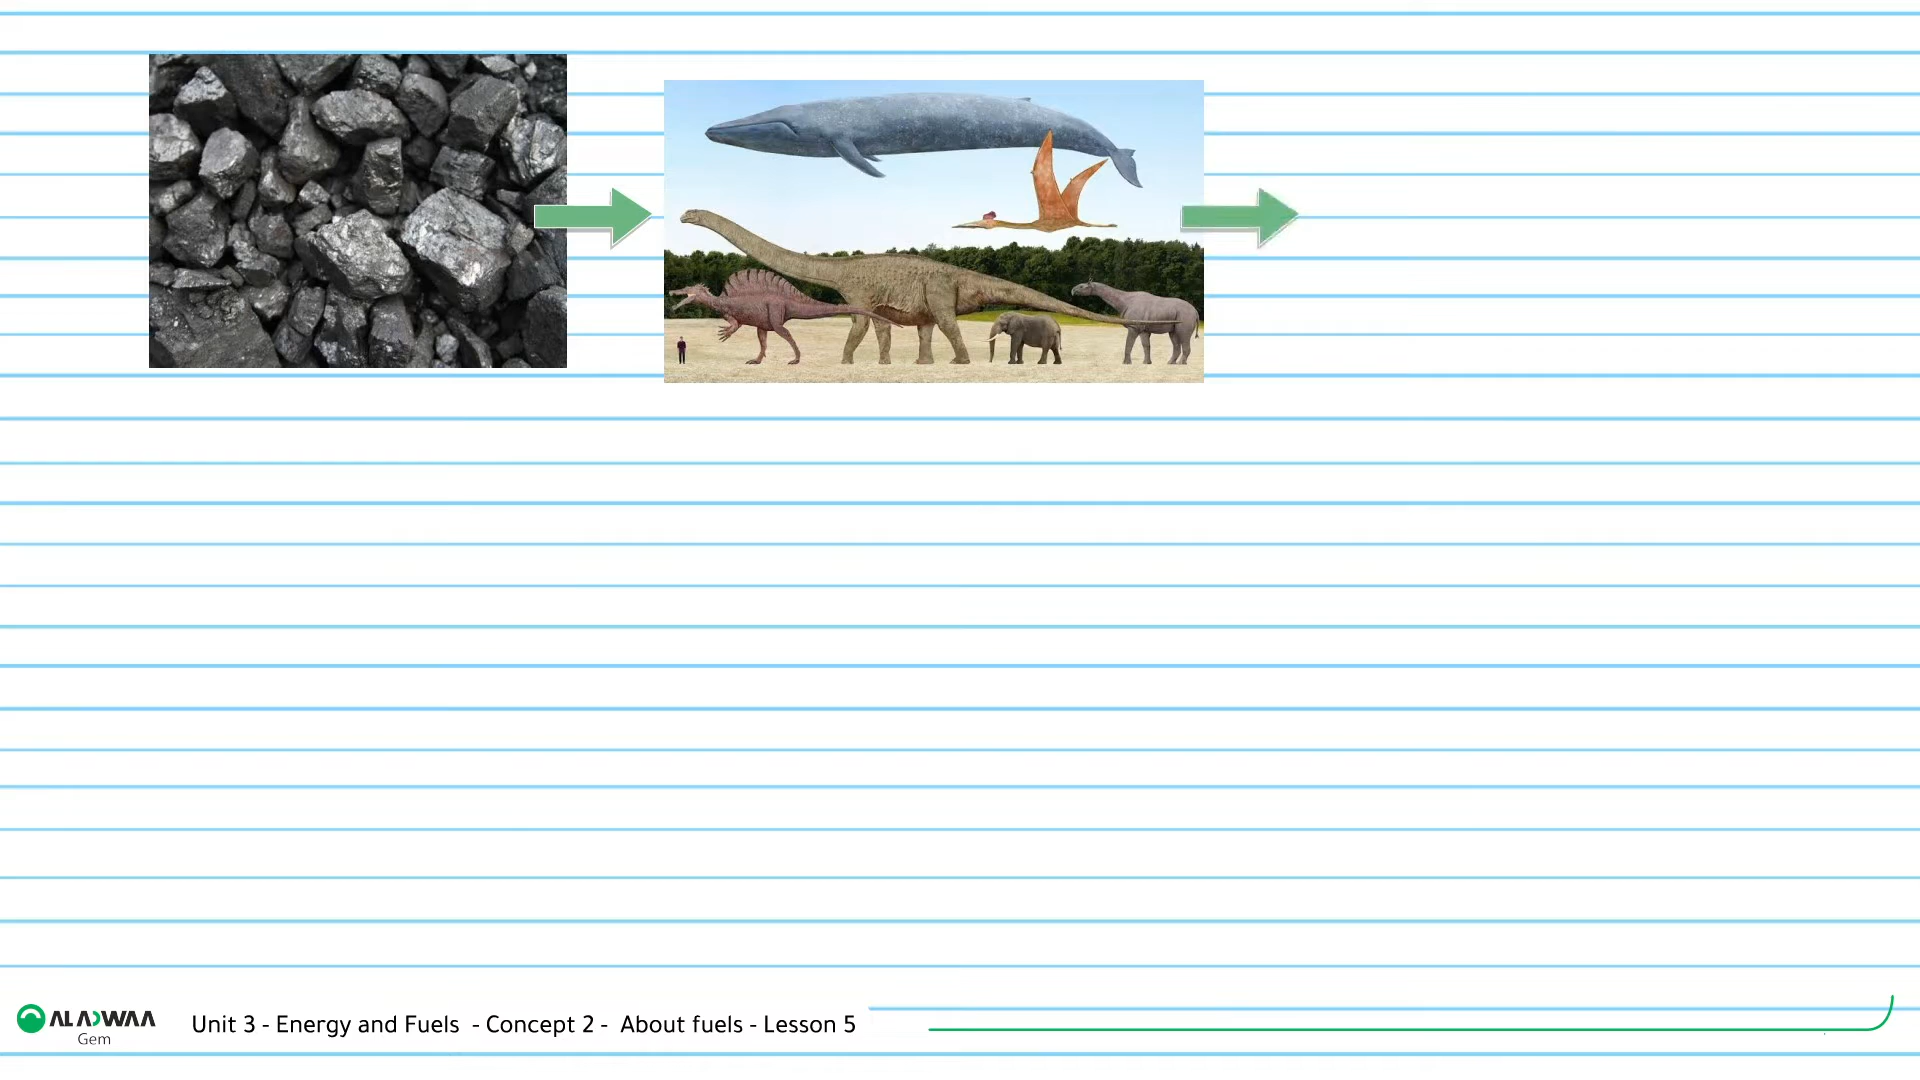 ALADWAA
Gem
Unit 3 - Energy and Fuels - Concept 2 - About fuels - Lesson 5